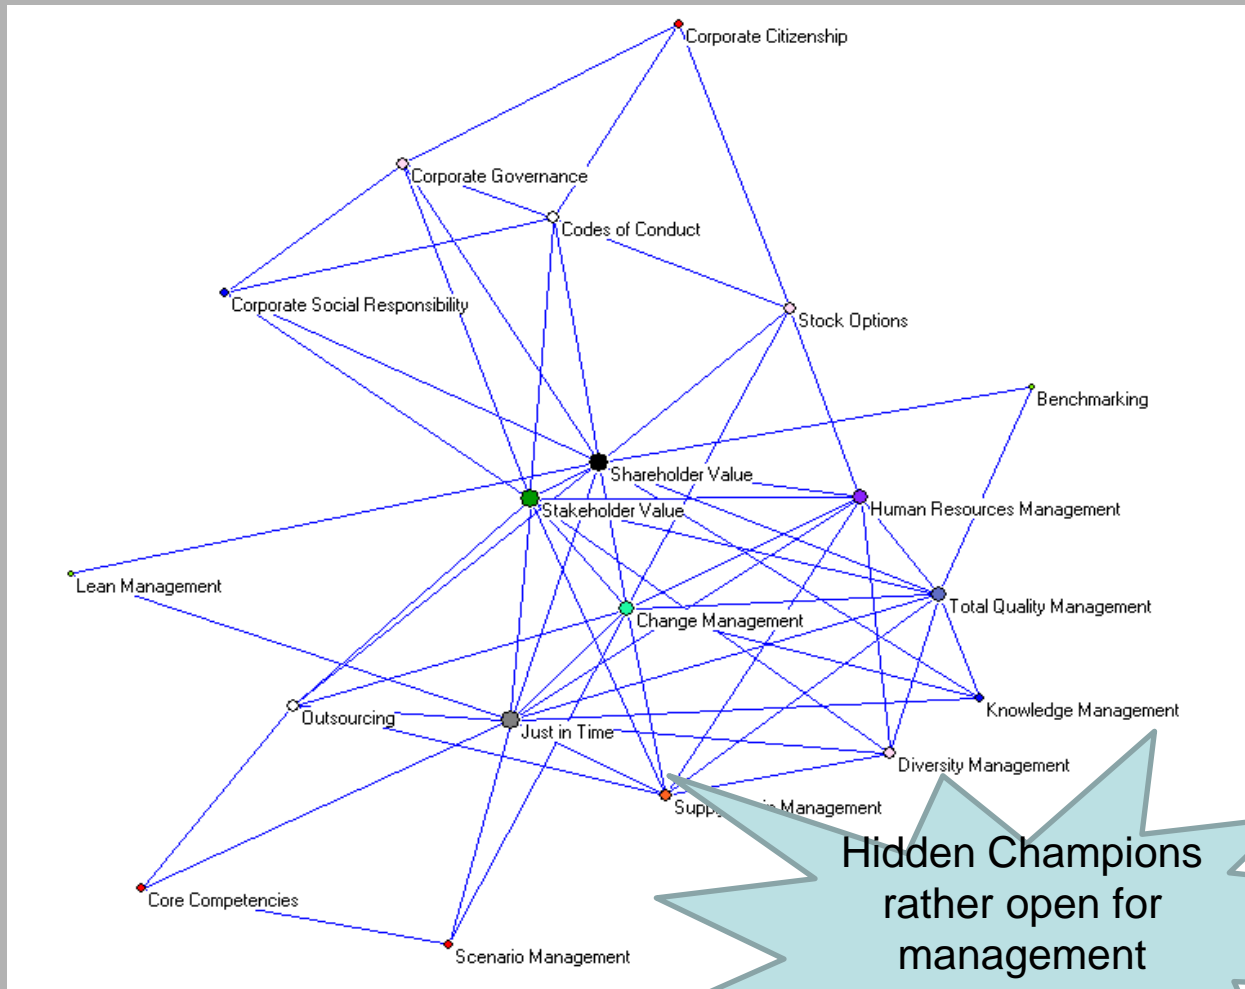 Corporate Citizenship
Corporate Governance
Codes of Conduct
Corporate Social Responsibility
Stock Options
Benchmarking
Shareholder Value
Stakeholder Value
Human Resources Management
Lean Management
Total Quality Management
Change Management
Knowledge Management
Outsourcing
Just in Time
Diversity Management
Management
Hidden Champions
rather open for
management
Core Competencies
Scenario Management